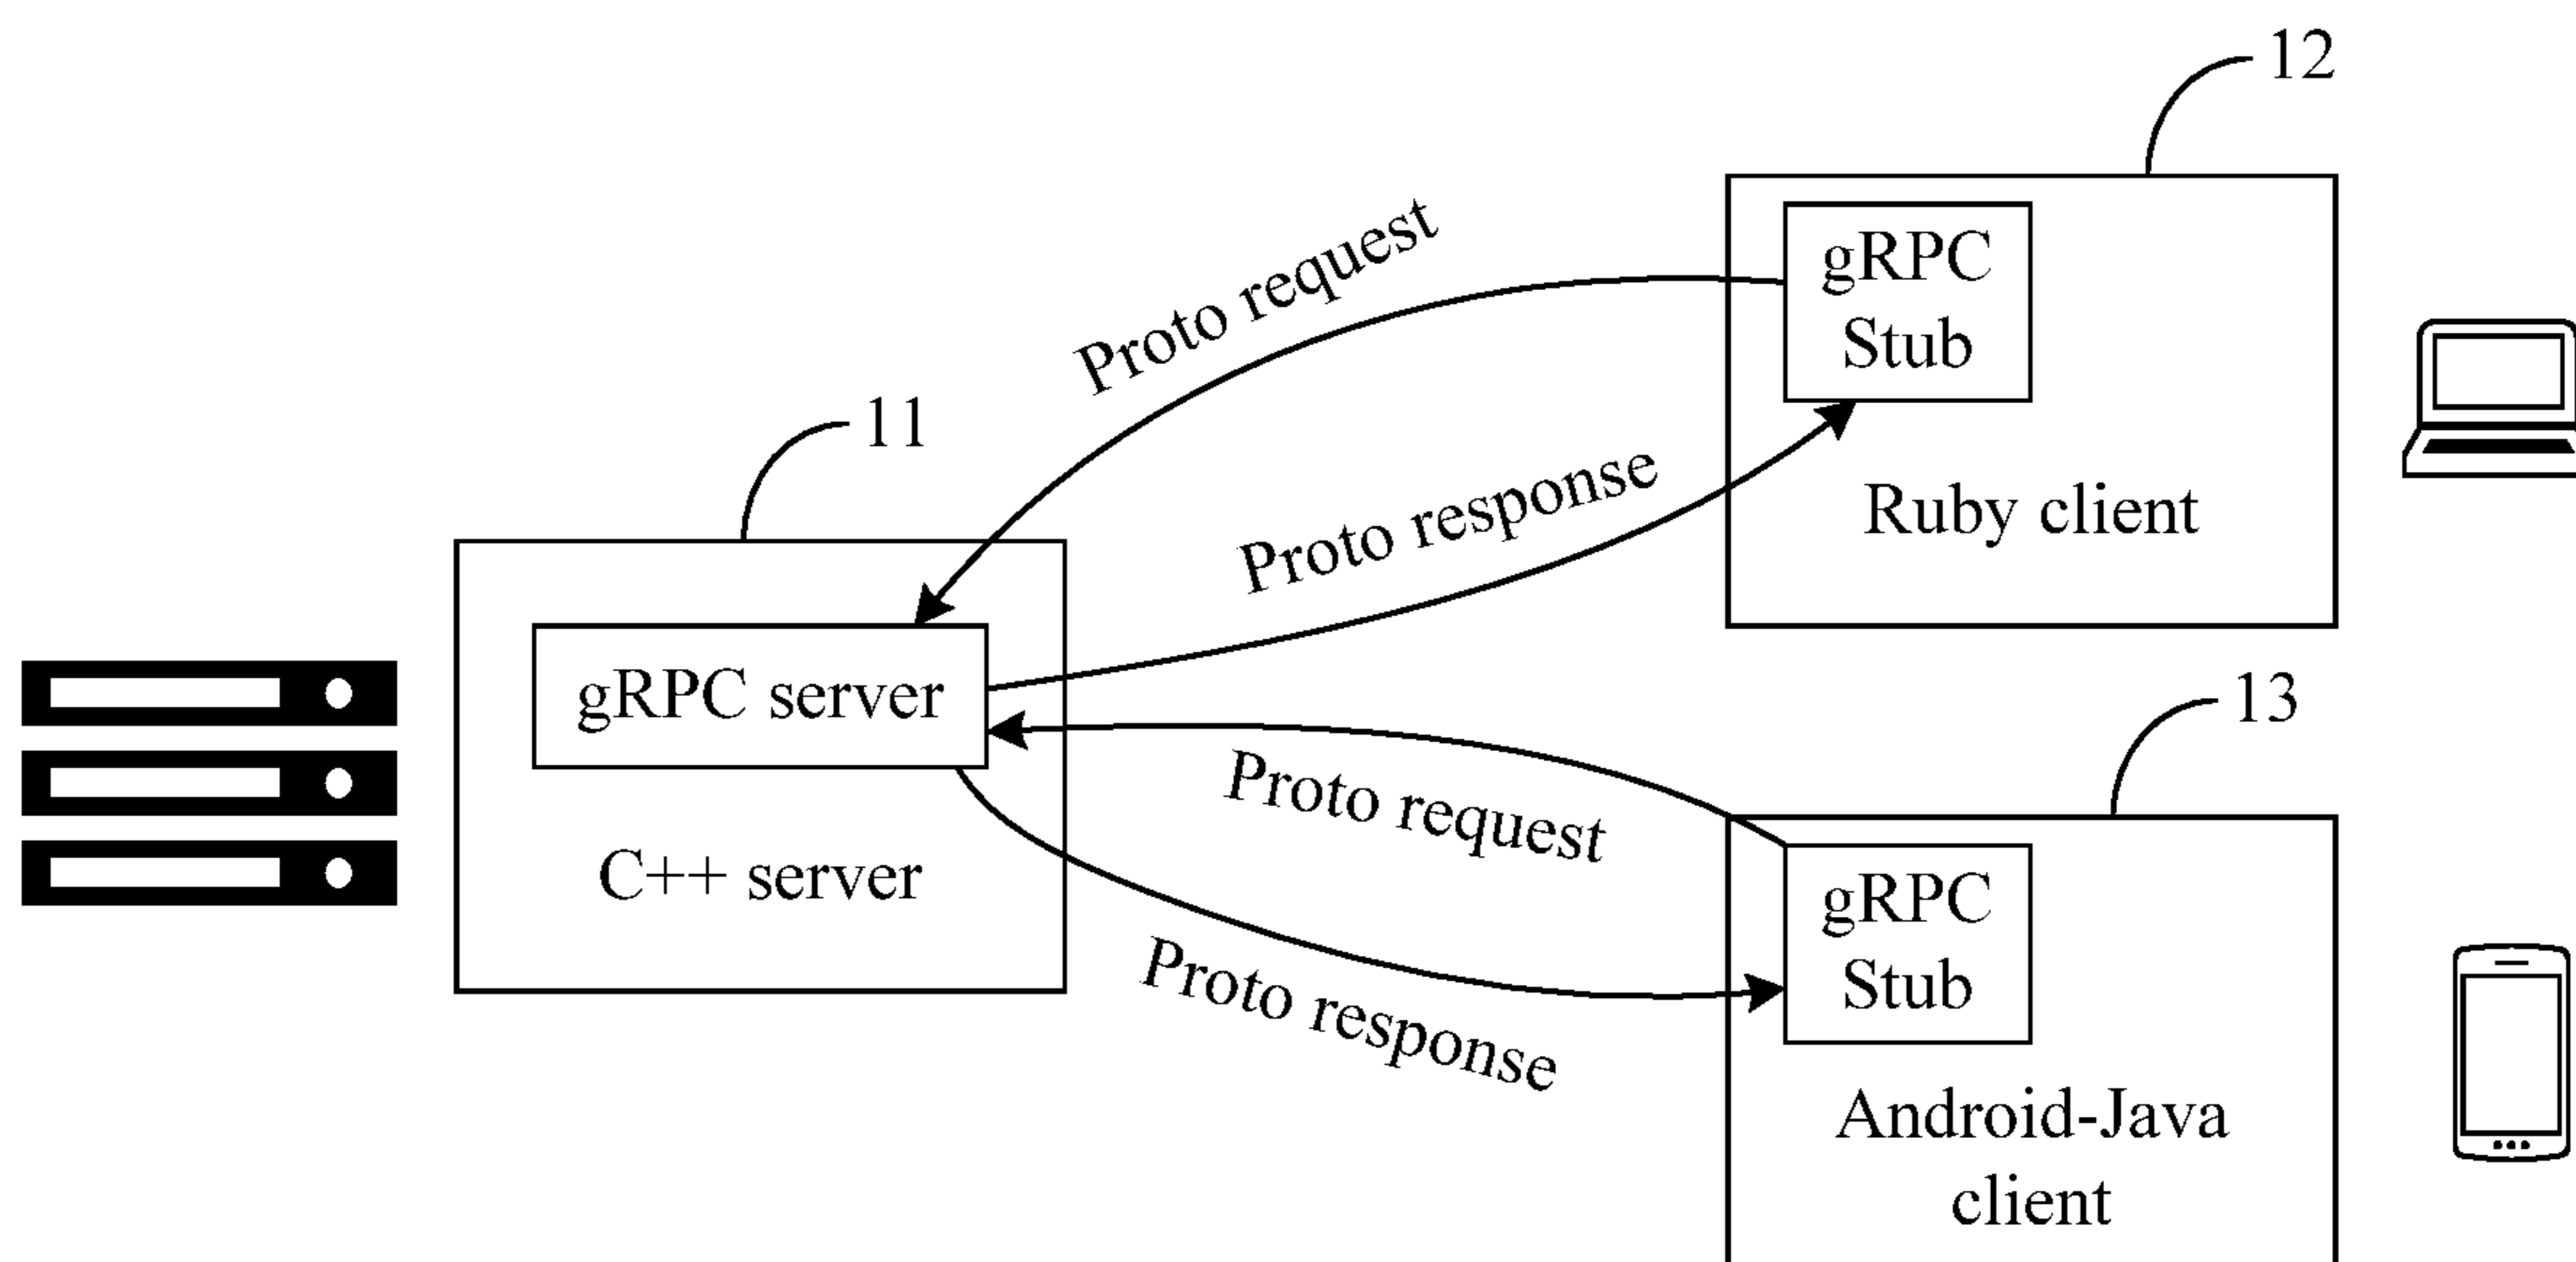 12
gRPC
Stub
Proto request
11
Proto response
Ruby client
gRPC server
13
Proto request
C++ server
gRPC
Stub
Proto response
Android-Java
client